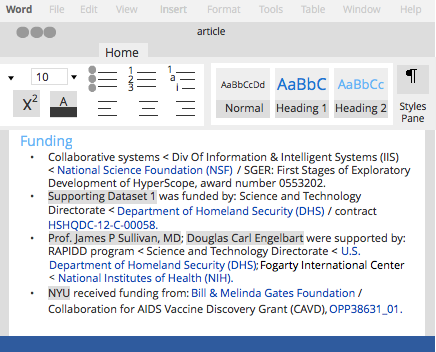 Word File Edit View Insert Format Tools Table Window Help
article
Home
10
1
2
3
1
a
i
X2
A
AaBbCcDd AaBbC AaBbCc ¶
Normal Heading 1 Heading 2 Styles
Pane
Funding
• Collaborative systems < Div Of Information & Intelligent Systems (IIS)
< National Science Foundation (NSF) / SGER: First Stages of Exploratory
Development of HyperScope, award number 0553202.
• Supporting Dataset 1 was funded by: Science and Technology
Directorate < Department of Homeland Security (DHS) / contract
HSHQDC-12-C-00058.
• Prof. James P Sullivan, MD; Douglas Carl Engelbart were supported by:
RAPIDD program < Science and Technology Directorate < U.S.
Department of Homeland Security (DHS); Fogarty International Center
< National Institutes of Health (NIH).
• NYU received funding from: Bill & Melinda Gates Foundation /
Collaboration for AIDS Vaccine Discovery Grant (CAVD), OPP38631_01.